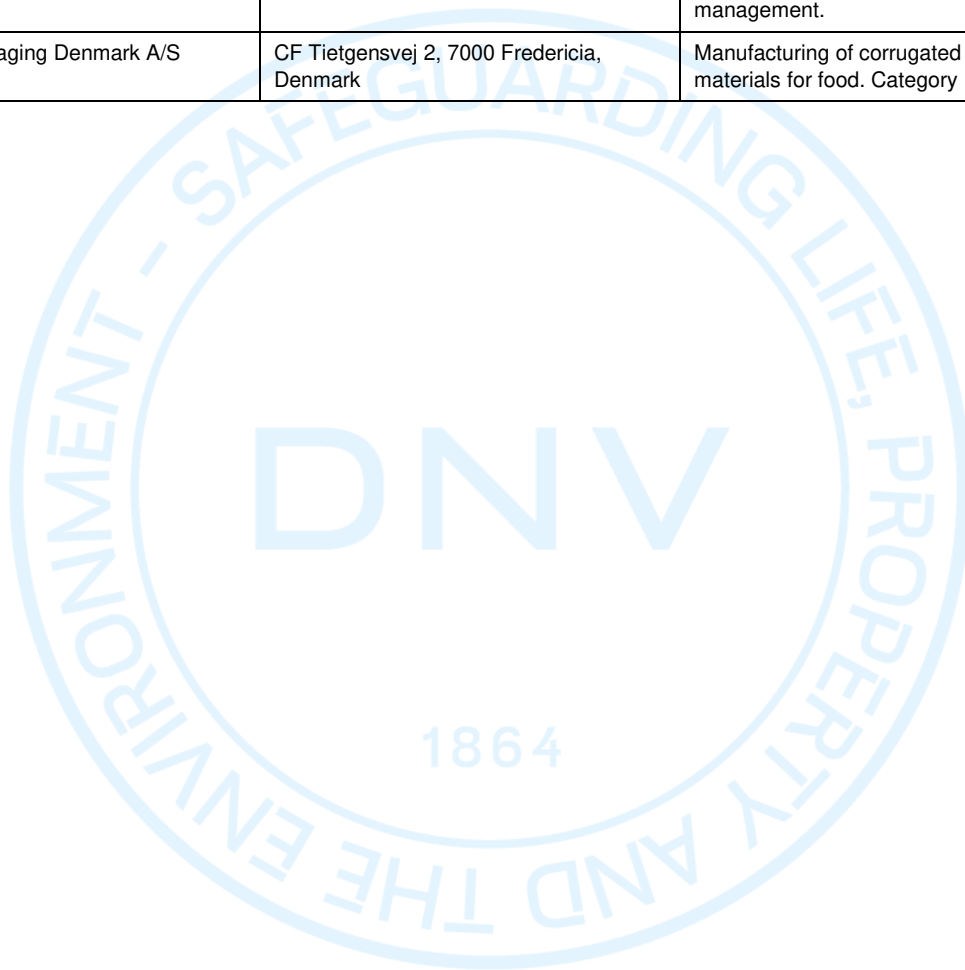 management.
aging Denmark A/S
CF Tietgensvej 2, 7000 Fredericia,
Denmark
Manufacturing of corrugated
materials for food. Category
SAFEGUARDING LIFE, PROPERTY AND THE ENVIRONMENT -
DNV
1864